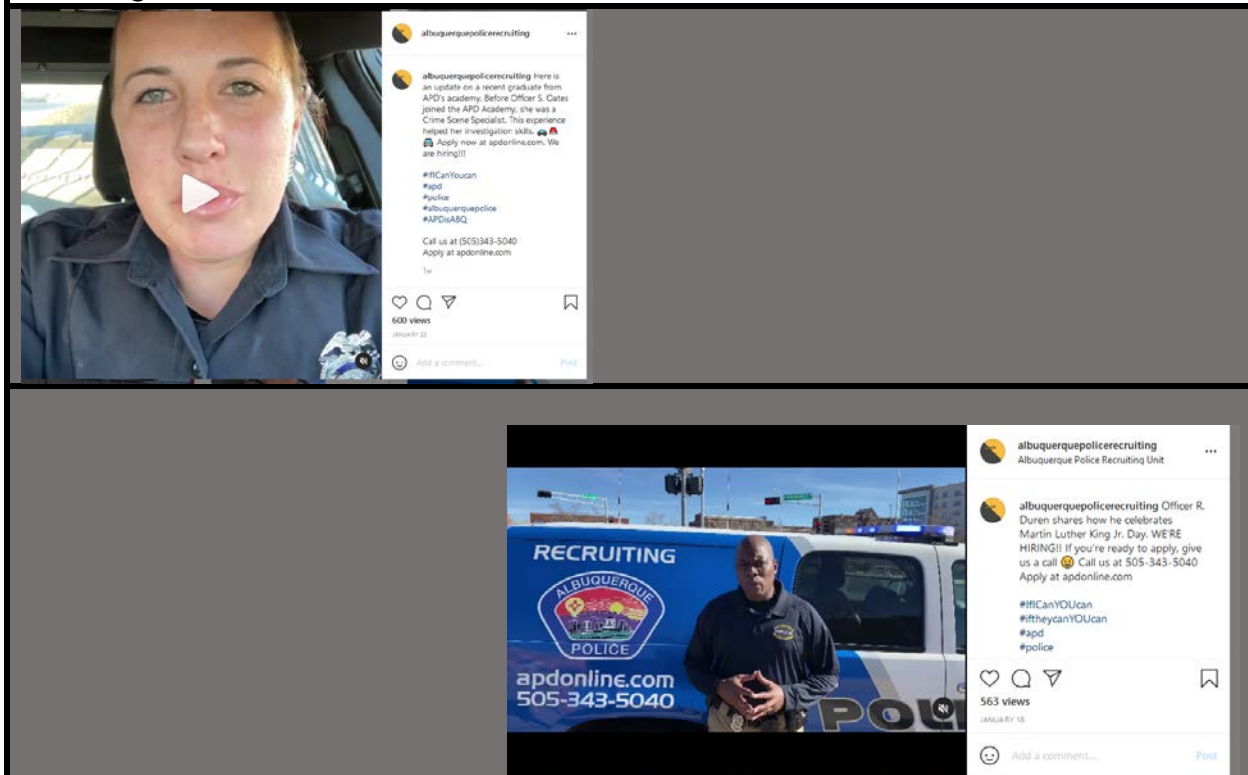 albuquerquepolicerecruiting
albuquerquepolicerecruiting Here is
an update on a recent graduate from
APD's academy. Before Officer S. Oates
joined the APD Academy, she was a
Crime Scene Specialist. This experience
helped her investigation skills. 🚗🚨
🚔 Apply now at apdonline.com. We
are hiring!!!
#IfICanYoucan
#apd
#police
#albuquerquepolice
#APDisABQ
Call us at (505)343-5040
Apply at apdonline.com
1w
600 views
JANUARY 22
Add a comment...
Post
RECRUITING
ALBUQUERQUE
POLICE
apdonline.com
505-343-5040
POL
albuquerquepolicerecruiting
Albuquerque Police Recruiting Unit
albuquerquepolicerecruiting Officer R.
Duren shares how he celebrates
Martin Luther King Jr. Day. WE'RE
HIRING!! If you're ready to apply, give
us a call 😀 Call us at 505-343-5040
Apply at apdonline.com
#IfICanYOUcan
#iftheycanYOUcan
#apd
#police
563 views
JANUARY 18
Add a comment...
Post